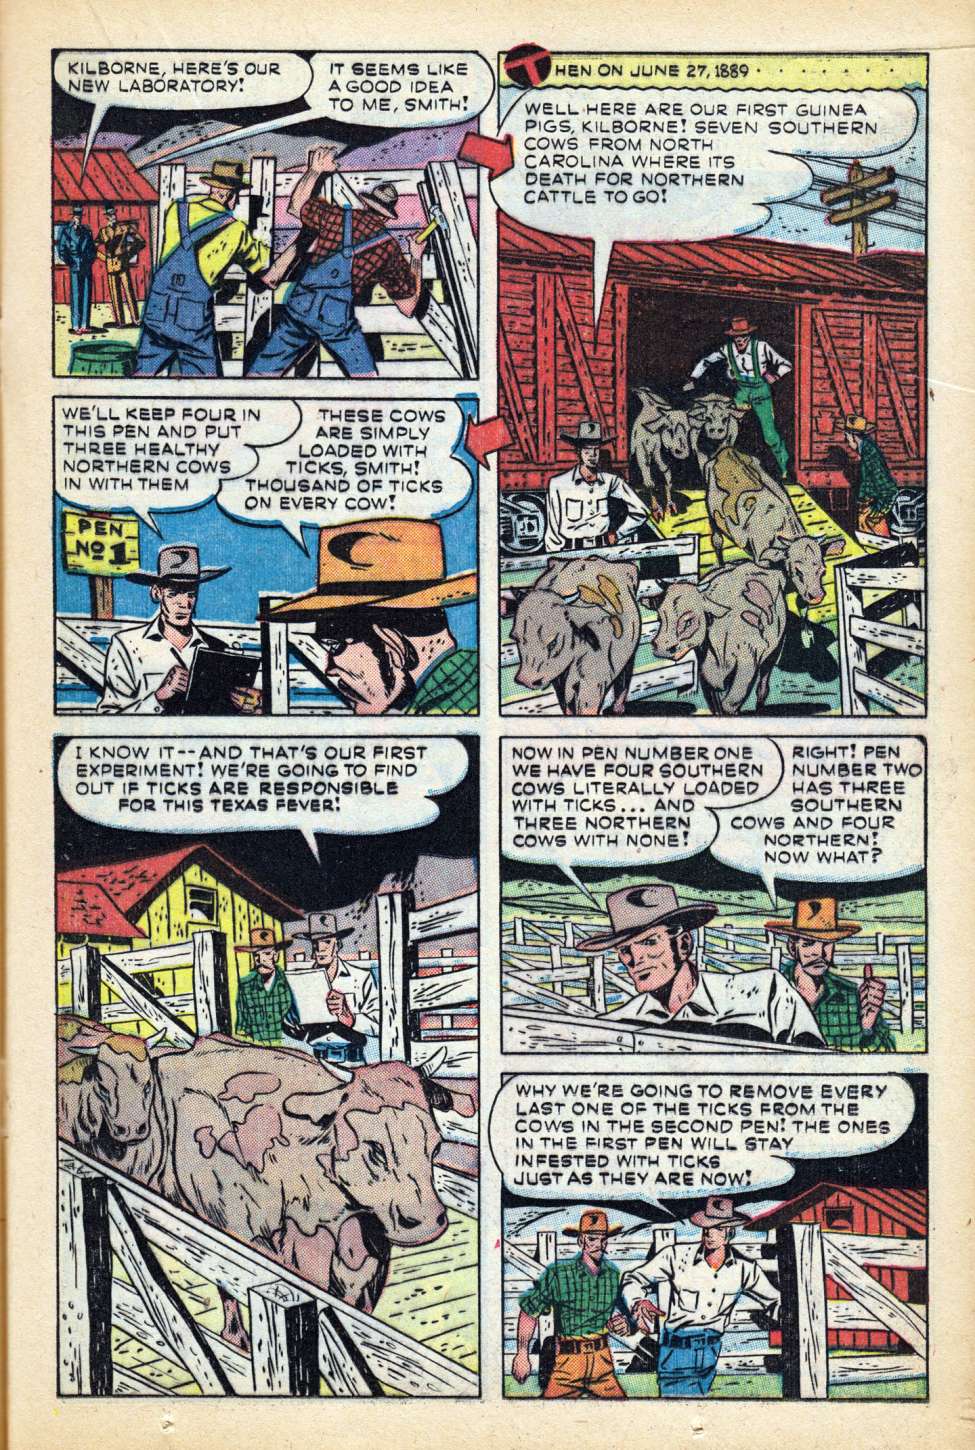 KILBORNE, HERE'S OUR
NEW LABORATORY!
IT SEEMS LIKE
A GOOD IDEA
TO ME, SMITH!
THEN ON JUNE 27, 1889 . . . . . . . .
WELL HERE ARE OUR FIRST GUINEA
PIGS, KILBORNE! SEVEN SOUTHERN
COWS FROM NORTH
CAROLINA WHERE ITS
DEATH FOR NORTHERN
CATTLE TO GO!
WE'LL KEEP FOUR IN
THIS PEN AND PUT
THREE HEALTHY
NORTHERN COWS
IN WITH THEM
THESE COWS
ARE SIMPLY
LOADED WITH
TICKS, SMITH!
THOUSAND OF TICKS
ON EVERY COW!
PEN
NO 1
I KNOW IT-- AND THAT'S OUR FIRST
EXPERIMENT! WE'RE GOING TO FIND
OUT IF TICKS ARE RESPONSIBLE
FOR THIS TEXAS FEVER!
NOW IN PEN NUMBER ONE
WE HAVE FOUR SOUTHERN
COWS LITERALLY LOADED
WITH TICKS... AND
THREE NORTHERN
COWS WITH NONE!
RIGHT! PEN
NUMBER TWO
HAS THREE
SOUTHERN
COWS AND FOUR
NORTHERN!
NOW WHAT?
WHY WE'RE GOING TO REMOVE EVERY
LAST ONE OF THE TICKS FROM THE
COWS IN THE SECOND PEN! THE ONES
IN THE FIRST PEN WILL STAY
INFESTED WITH TICKS
JUST AS THEY ARE NOW!